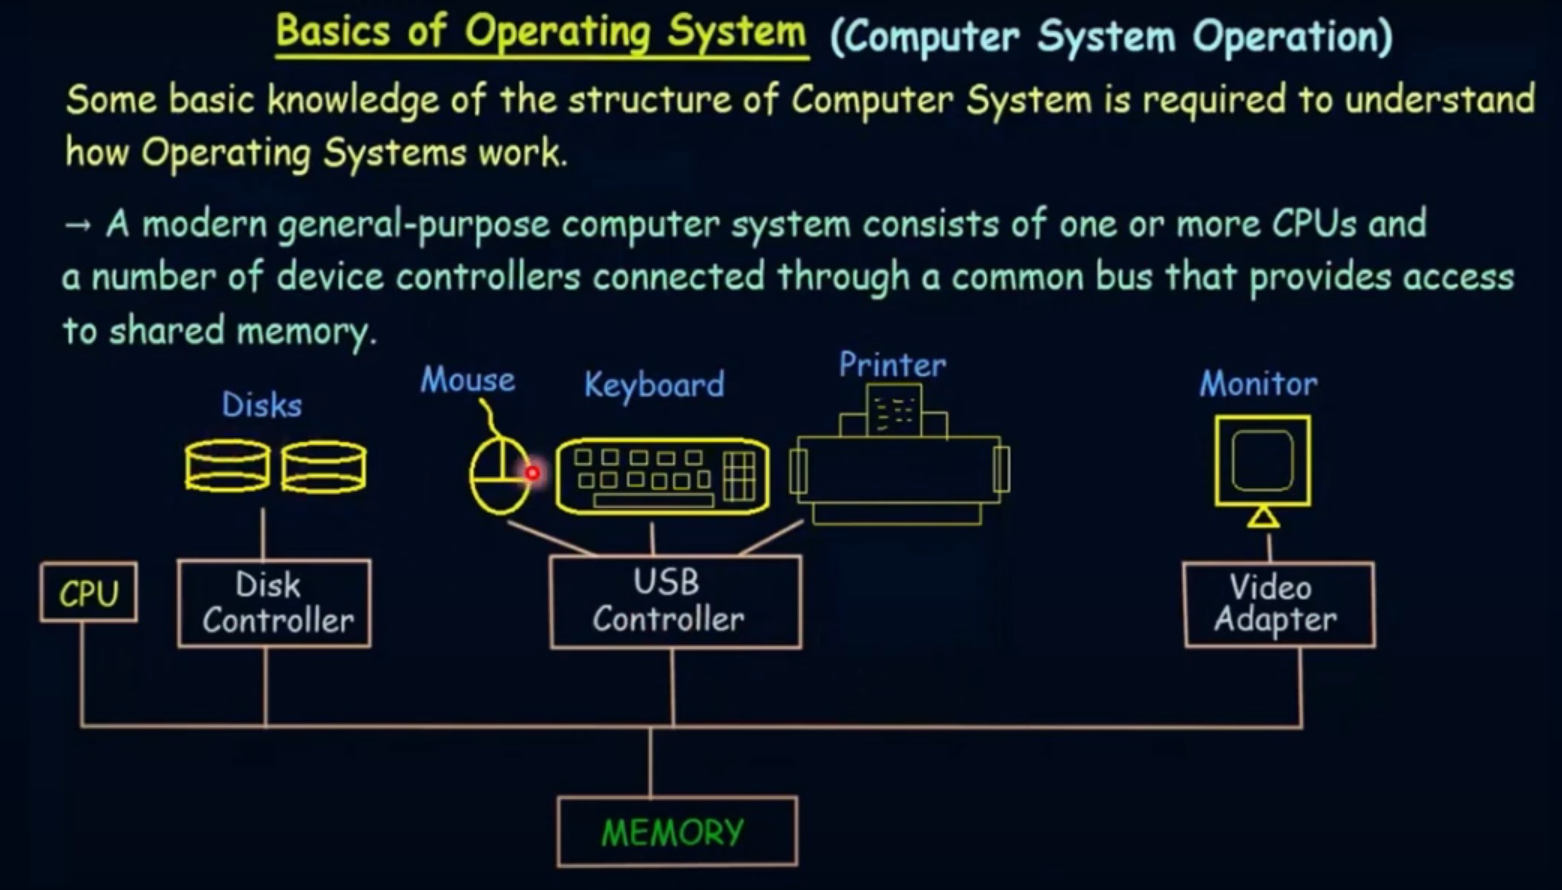 Basics of Operating System (Computer System Operation)
Some basic knowledge of the structure of Computer System is required to understand
how Operating Systems work.
→ A modern general-purpose computer system consists of one or more CPUs and
a number of device controllers connected through a common bus that provides access
to shared memory.
Disks
Mouse
Keyboard
Printer
Monitor
CPU
Disk
Controller
USB
Controller
Video
Adapter
MEMORY